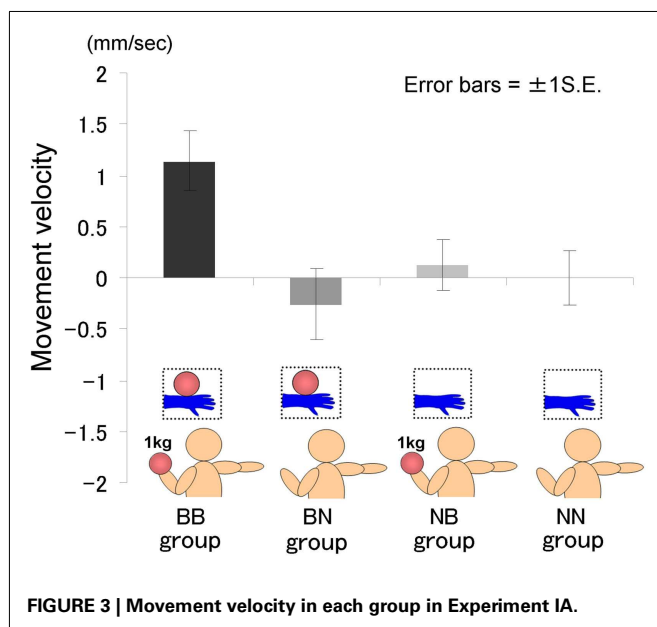 (mm/sec)
Error bars = ±1S.E.
Movement velocity
2
1.5
1
0.5
0
−0.5
−1
−1.5
−2
1kg
1kg
BB group
BN group
NB group
NN group
FIGURE 3 | Movement velocity in each group in Experiment IA.